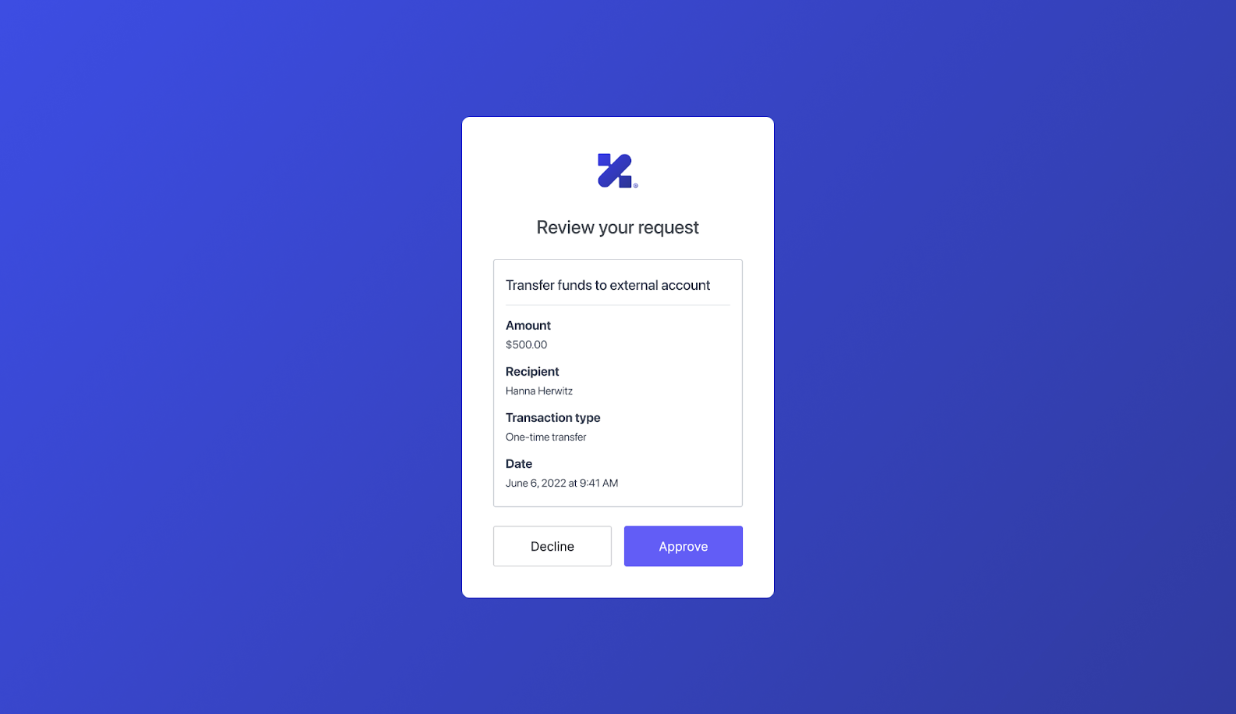 ®
Review your request
Transfer funds to external account
Amount
$500.00
Recipient
Hanna Herwitz
Transaction type
One-time transfer
Date
June 6, 2022 at 9:41 AM
Decline
Approve